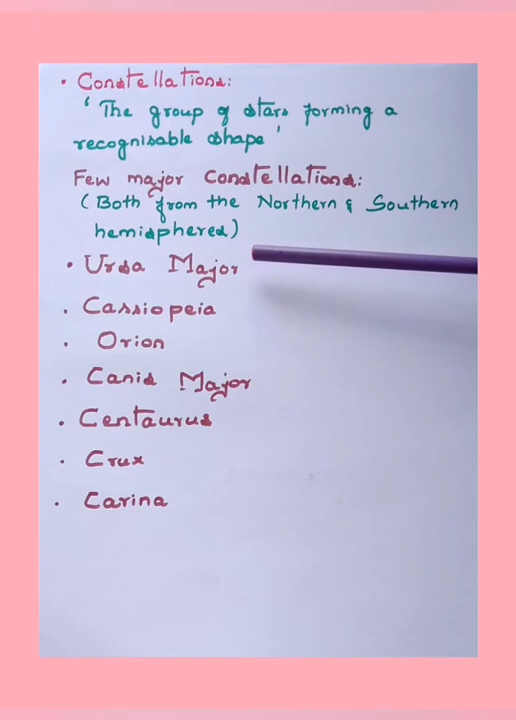 • Constellations:
‘The group of stars forming a
recognisable shape’
Few major Constellations:
(Both from the Northern & Southern
hemispheres)
• Ursa Major
. Cassiopeia
. Orion
. Canis Major
. Centaurus
. Crux
. Carina